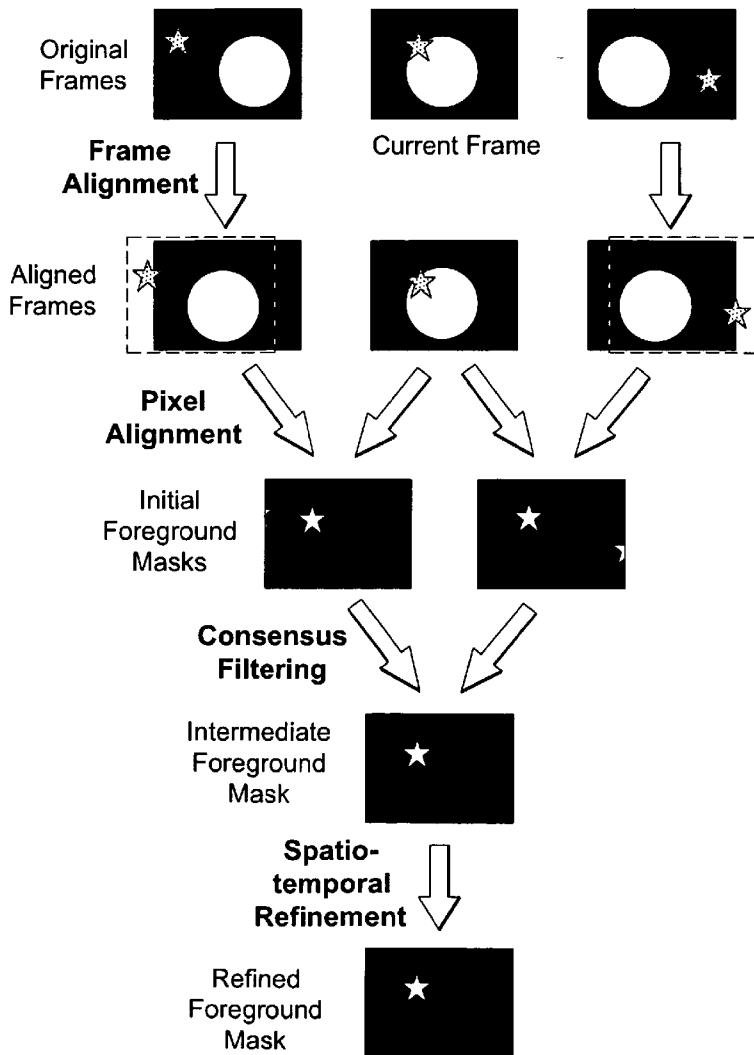 Original
Frames
Current Frame
Frame
Alignment
Aligned
Frames
Pixel
Alignment
Initial
Foreground
Masks
Consensus
Filtering
Intermediate
Foreground
Mask
Spatio-
temporal
Refinement
Refined
Foreground
Mask